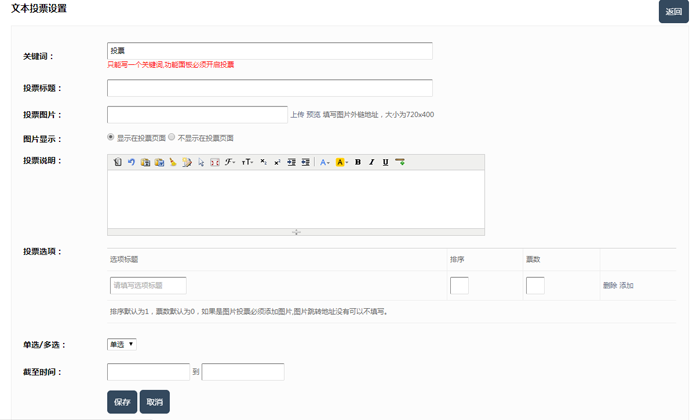 文本投票设置
返回
关键词： 投票
只能写一个关键词,功能面板必须开启投票
投票标题：
投票图片： 上传 预览 填写图片外链地址，大小为720x400
图片显示： 显示在投票页面 不显示在投票页面
投票说明：
投票选项： 选项标题 排序 票数
请填写选项标题 删除 添加
排序默认为1，票数默认为0，如果是图片投票必须添加图片,图片跳转地址没有可以不填写。
单选/多选： 单选
截至时间： 到
保存 取消